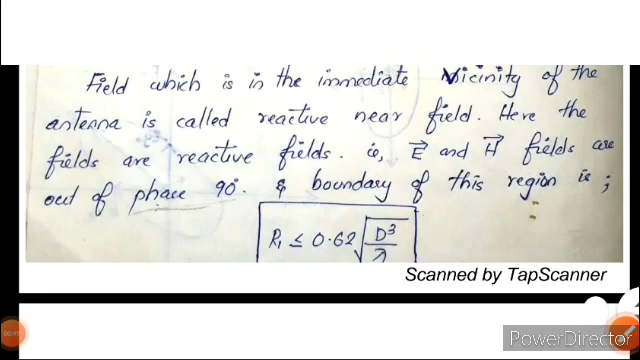 Field which is in the immediate Vicinity of the
antenna is called reactive near field. Here the
fields are reactive fields. ie, E⃗ and H⃗ fields are
out of phase 90°. & boundary of this region is;
R₁ ≤ 0.62 √(D³/λ)
Scanned by TapScanner
PowerDirector